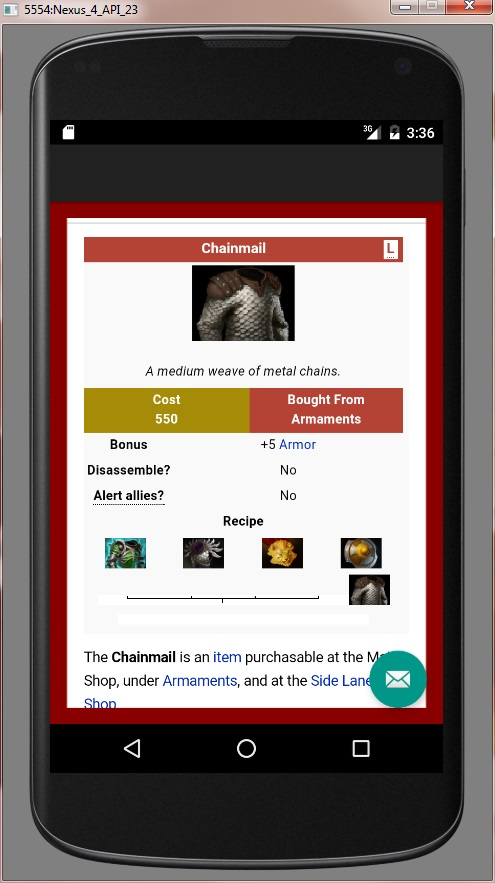 5554:Nexus_4_API_23
3G 3:36
Chainmail L
A medium weave of metal chains.
Cost Bought From
550 Armaments
Bonus +5 Armor
Disassemble? No
Alert allies? No
Recipe
The Chainmail is an item purchasable at the
Shop, under Armaments, and at the Side Lane
Shop